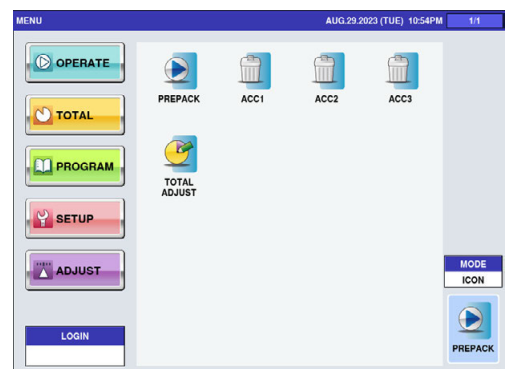 MENU AUG.29.2023 (TUE) 10:54PM 1/1
OPERATE
TOTAL
PROGRAM
SETUP
ADJUST
LOGIN
PREPACK ACC1 ACC2 ACC3
TOTAL
ADJUST
MODE
ICON
PREPACK